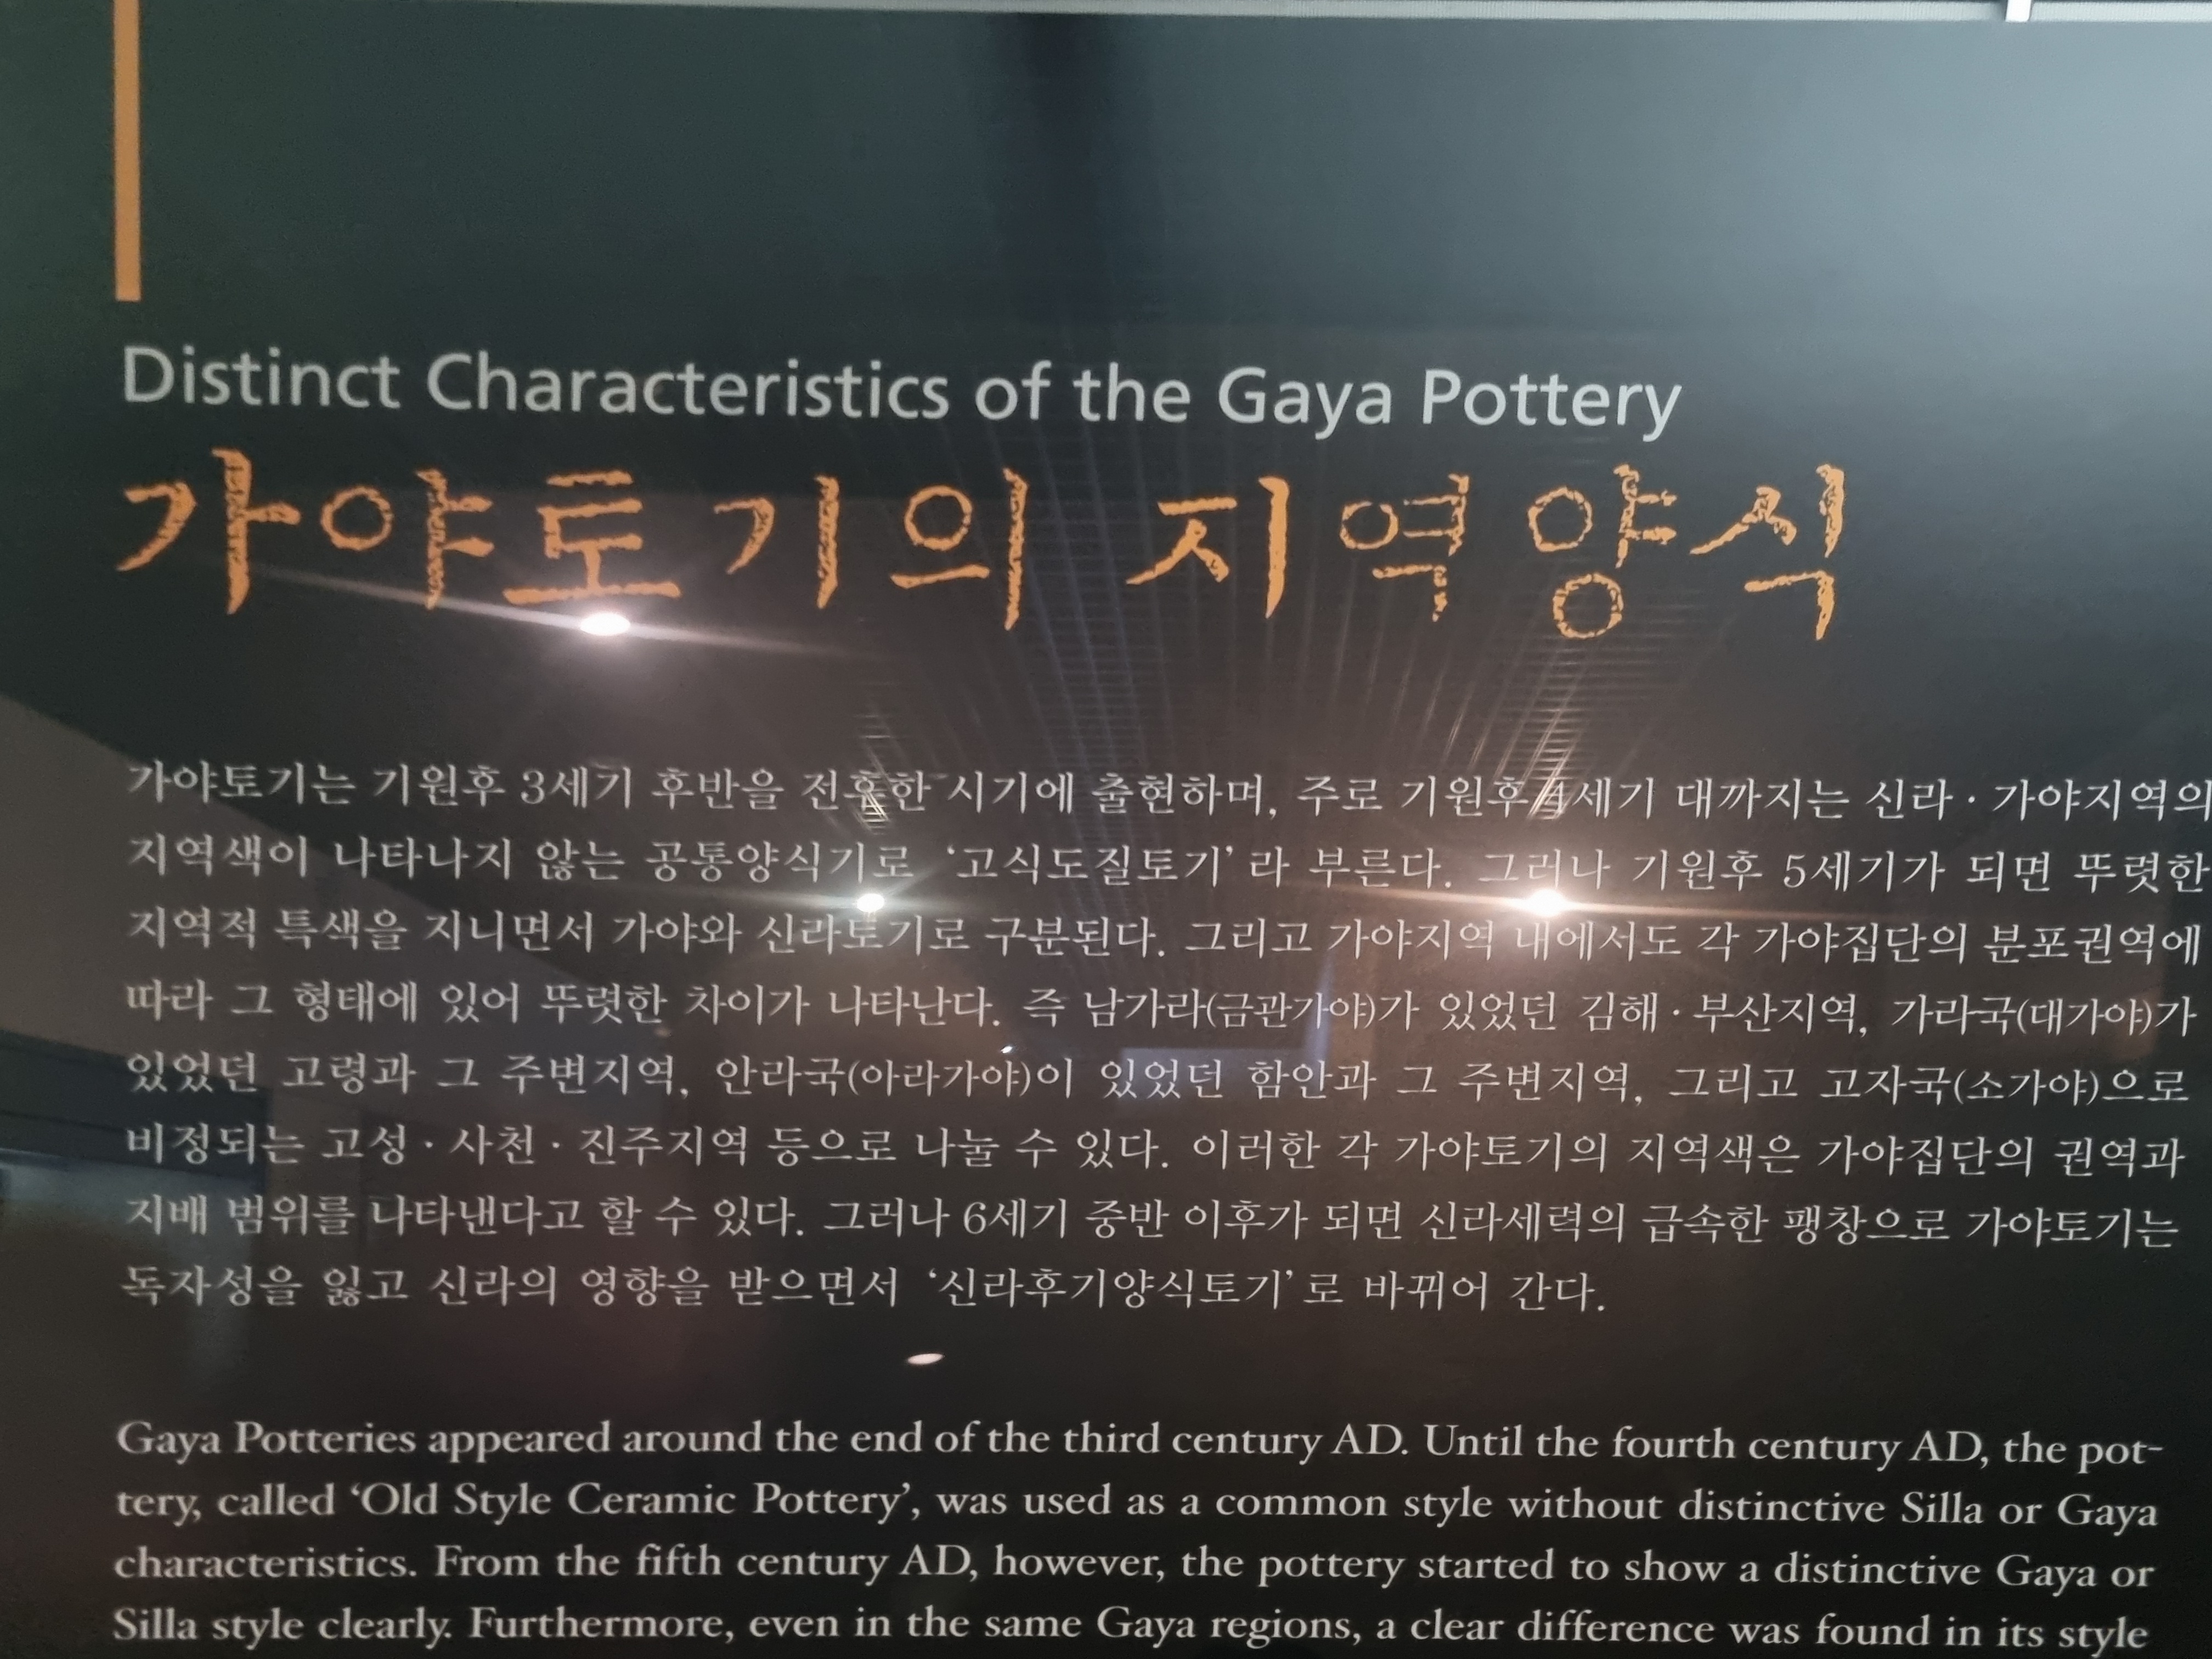 Distinct Characteristics of the Gaya Pottery
가야토기의 지역양식
가야토기는 기원후 3세기 후반을 전후한 시기에 출현하며, 주로 기원후 4세기 대까지는 신라·가야지역의
지역색이 나타나지 않는 공통양식기로 ‘고식도질토기’라 부른다. 그러나 기원후 5세기가 되면 뚜렷한
지역적 특색을 지니면서 가야와 신라토기로 구분된다. 그리고 가야지역 내에서도 각 가야집단의 분포권역에
따라 그 형태에 있어 뚜렷한 차이가 나타난다. 즉 남가라(금관가야)가 있었던 김해·부산지역, 가라국(대가야)가
있었던 고령과 그 주변지역, 안라국(아라가야)이 있었던 함안과 그 주변지역, 그리고 고자국(소가야)으로
비정되는 고성·사천·진주지역 등으로 나눌 수 있다. 이러한 각 가야토기의 지역색은 가야집단의 권역과
지배 범위를 나타낸다고 할 수 있다. 그러나 6세기 중반 이후가 되면 신라세력의 급속한 팽창으로 가야토기는
독자성을 잃고 신라의 영향을 받으면서 ‘신라후기양식토기’로 바뀌어 간다.
Gaya Potteries appeared around the end of the third century AD. Until the fourth century AD, the pot-
tery, called ‘Old Style Ceramic Pottery’, was used as a common style without distinctive Silla or Gaya
characteristics. From the fifth century AD, however, the pottery started to show a distinctive Gaya or
Silla style clearly. Furthermore, even in the same Gaya regions, a clear difference was found in its style